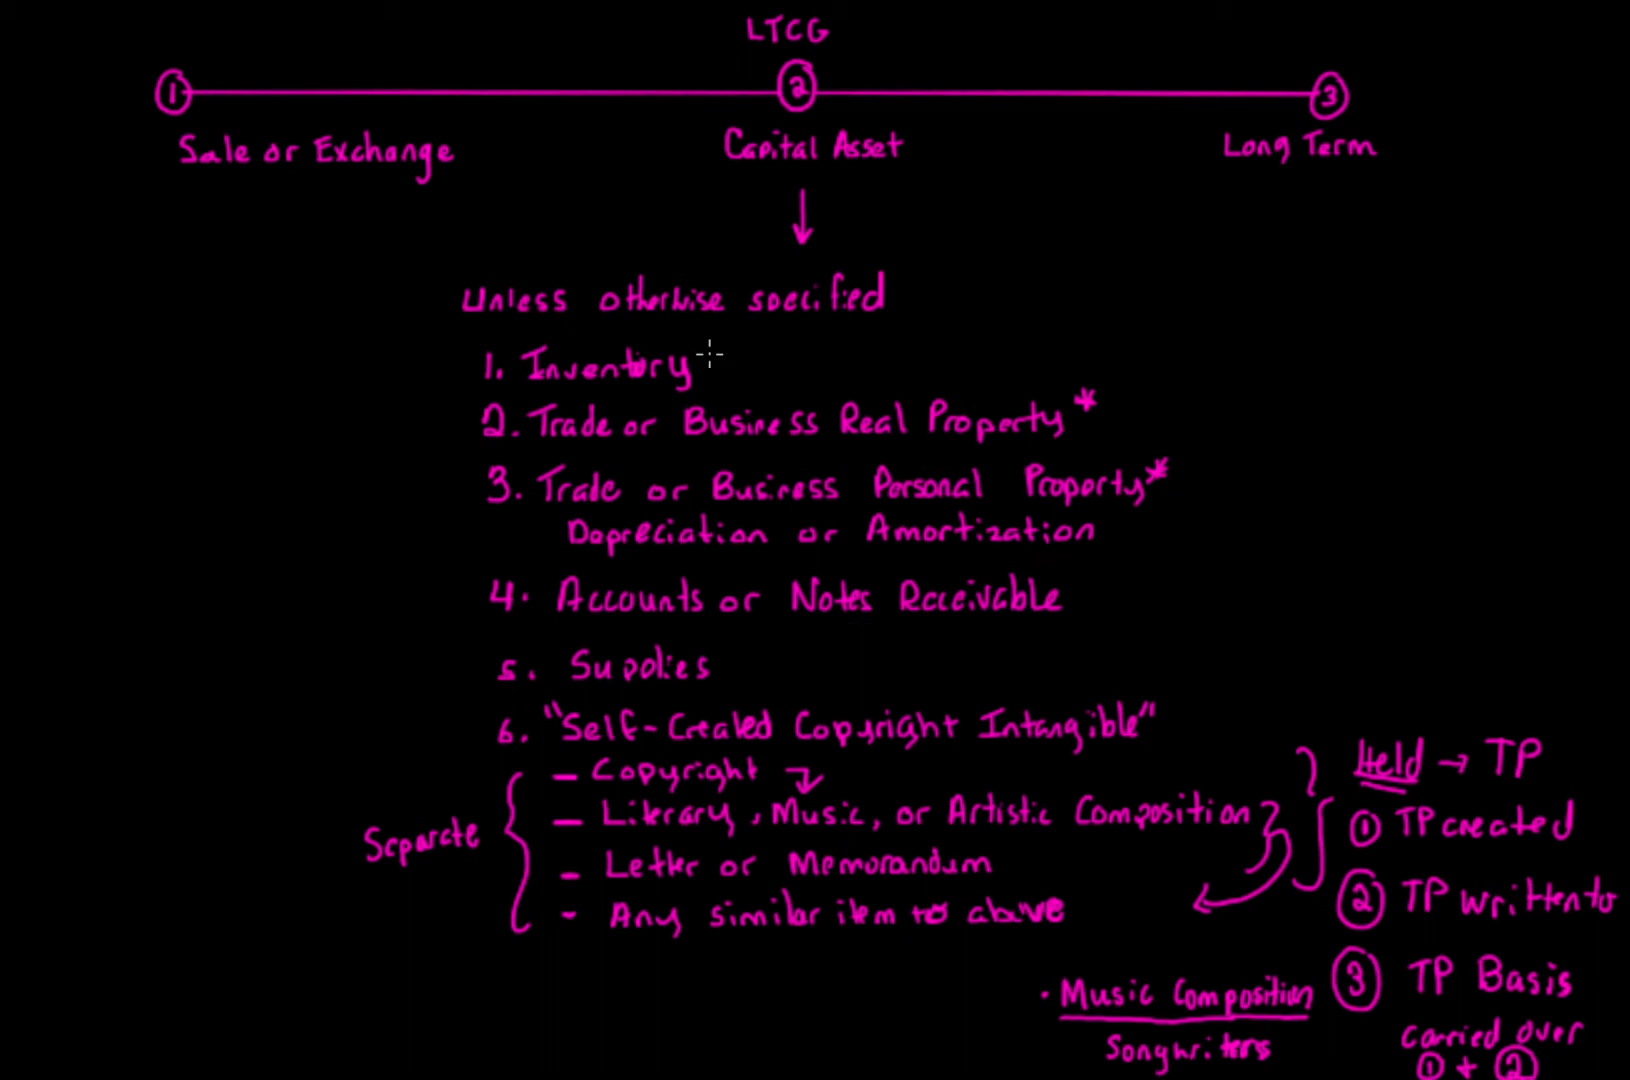 LTCG
① ② ③
Sale or Exchange Capital Asset Long Term
↓
Unless otherwise specified
1. Inventory
2. Trade or Business Real Property*
3. Trade or Business Personal Property*
Depreciation or Amortization
4. Accounts or Notes Receivable
5. Supplies
6. "Self-Created Copyright Intangible"
Held → TP
- Copyright
Separate
- Literary, Music, or Artistic Composition
① TP created
- Letter or Memorandum
② TP written to
- Any similar item to above
③ TP Basis
carried over
① + ②
• Music Composition
Songwriters